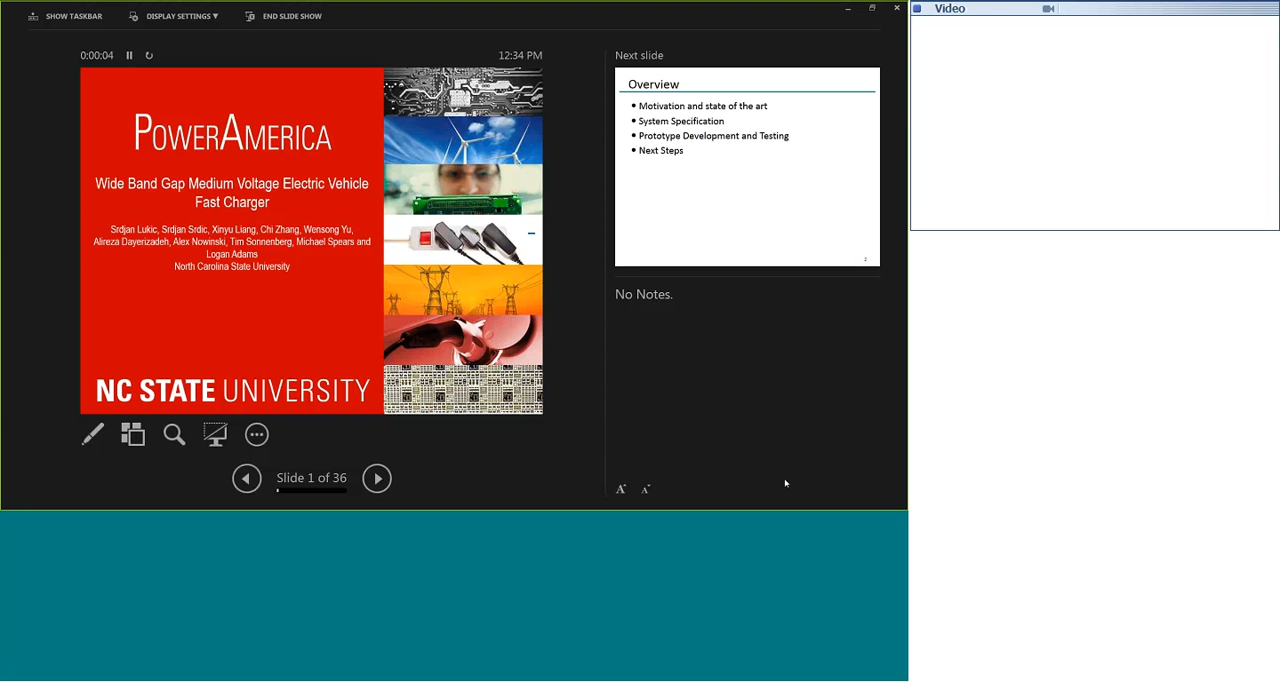 SHOW TASKBAR
DISPLAY SETTINGS ▼
END SLIDE SHOW
0:00:04
12:34 PM
POWERAMERICA
Wide Band Gap Medium Voltage Electric Vehicle
Fast Charger
Srdjan Lukic, Srdjan Srdic, Xinyu Liang, Chi Zhang, Wensong Yu,
Alireza Dayerizadeh, Alex Nowinski, Tim Sonnenberg, Michael Spears and
Logan Adams
North Carolina State University
NC STATE UNIVERSITY
Slide 1 of 36
Next slide
Overview
• Motivation and state of the art
• System Specification
• Prototype Development and Testing
• Next Steps
2
No Notes.
A A
Video